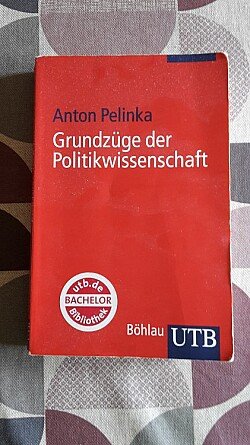 Anton Pelinka
Grundzüge der
Politikwissenschaft
utb.de
BACHELOR
Bibliothek
Böhlau UTB